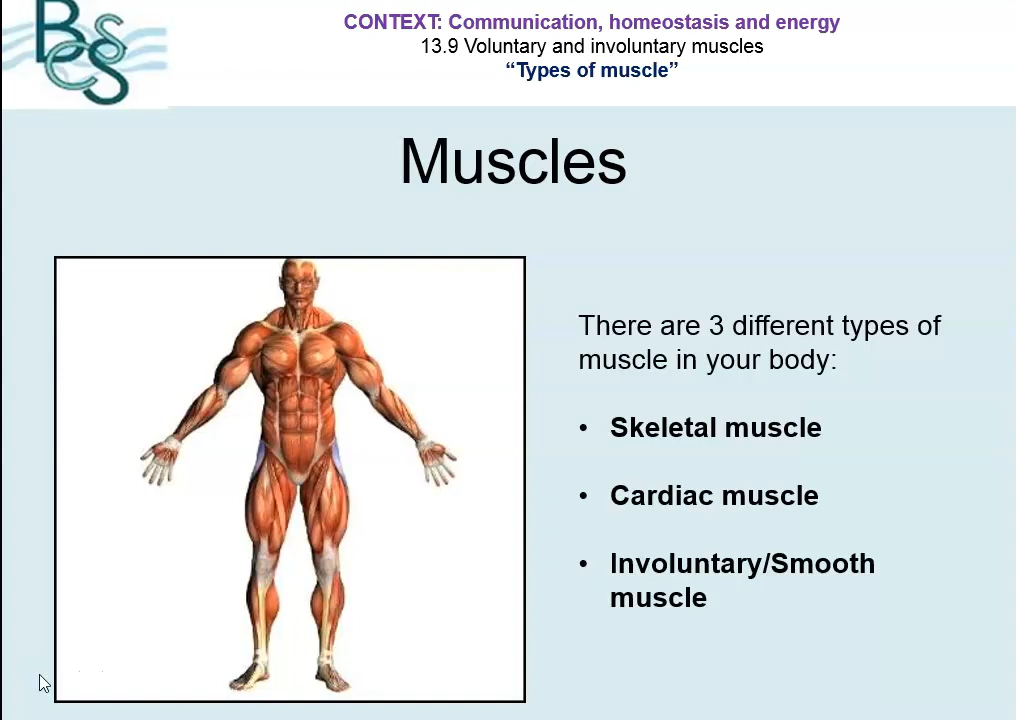 BCSS
CONTEXT: Communication, homeostasis and energy
13.9 Voluntary and involuntary muscles
“Types of muscle”
Muscles
There are 3 different types of
muscle in your body:
• Skeletal muscle
• Cardiac muscle
• Involuntary/Smooth
muscle